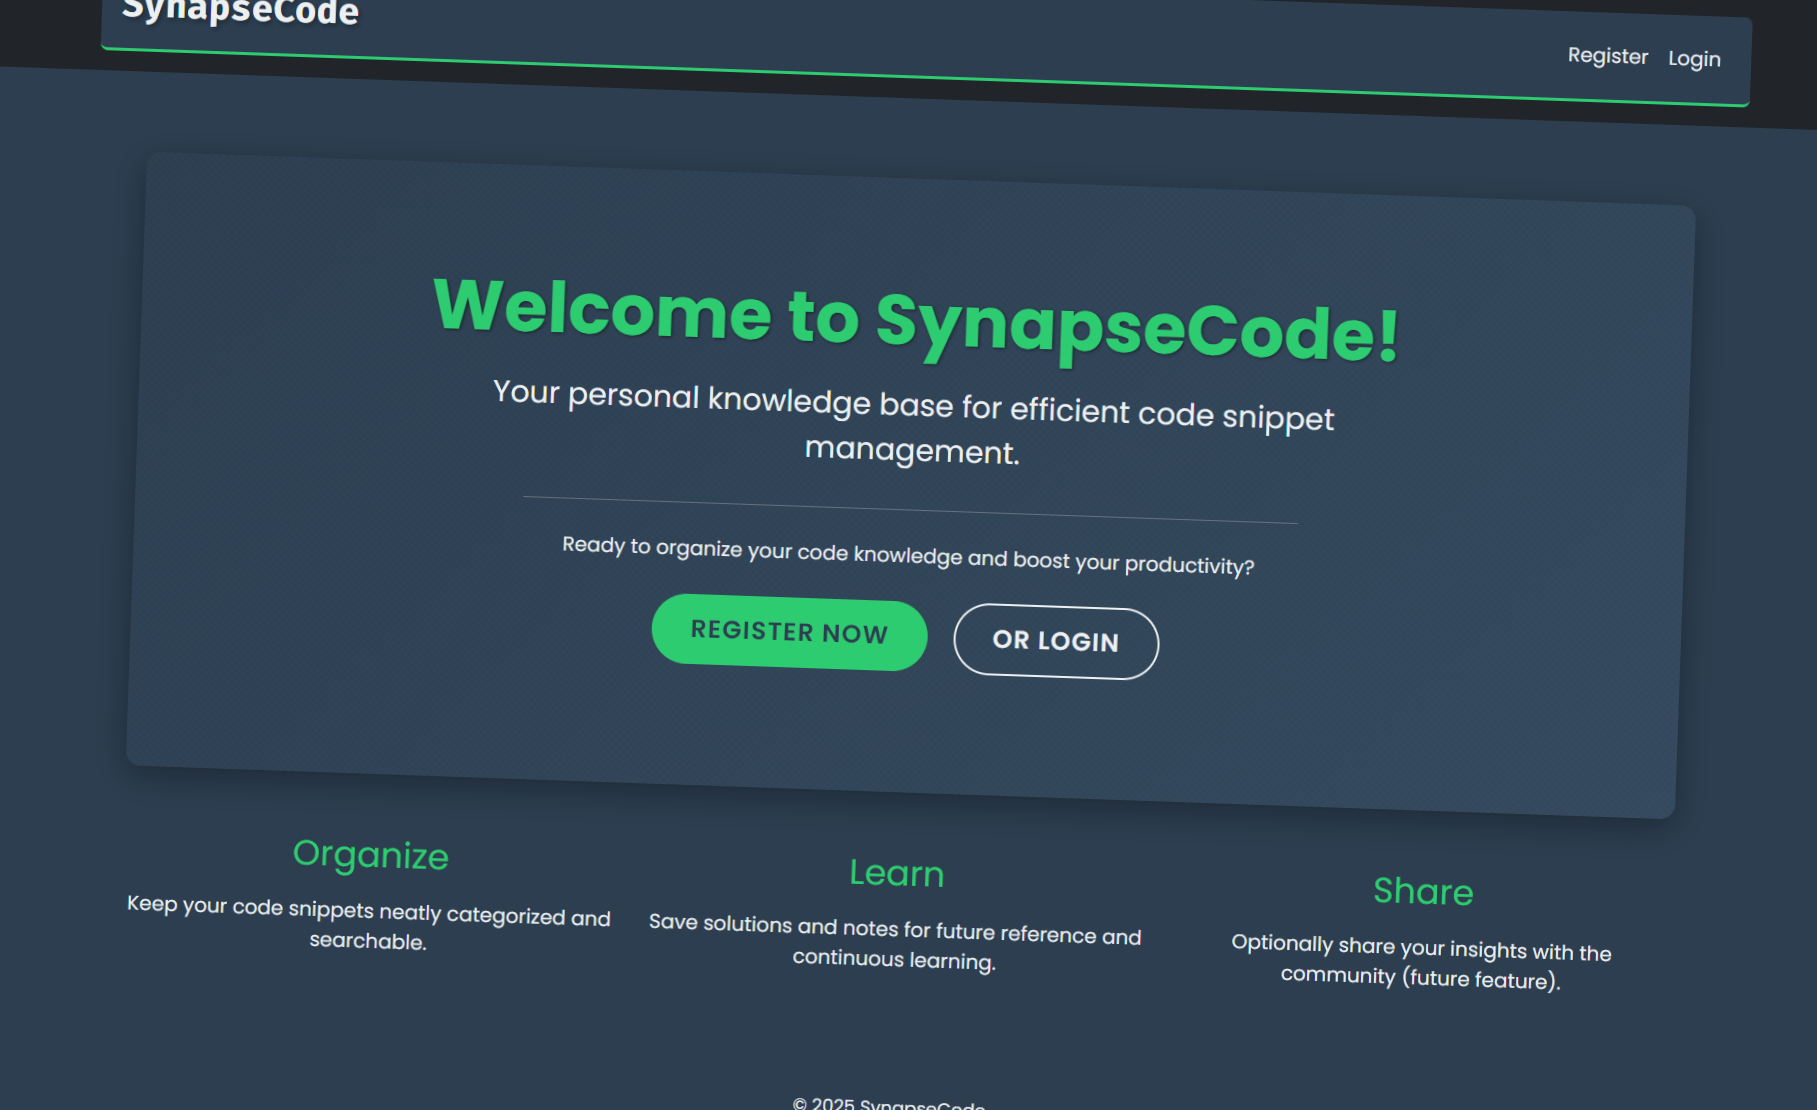 SynapseCode
Register Login
Welcome to SynapseCode!
Your personal knowledge base for efficient code snippet
management.
Ready to organize your code knowledge and boost your productivity?
REGISTER NOW
OR LOGIN
Organize
Keep your code snippets neatly categorized and
searchable.
Learn
Save solutions and notes for future reference and
continuous learning.
Share
Optionally share your insights with the
community (future feature).
© 2025 SynapseCode